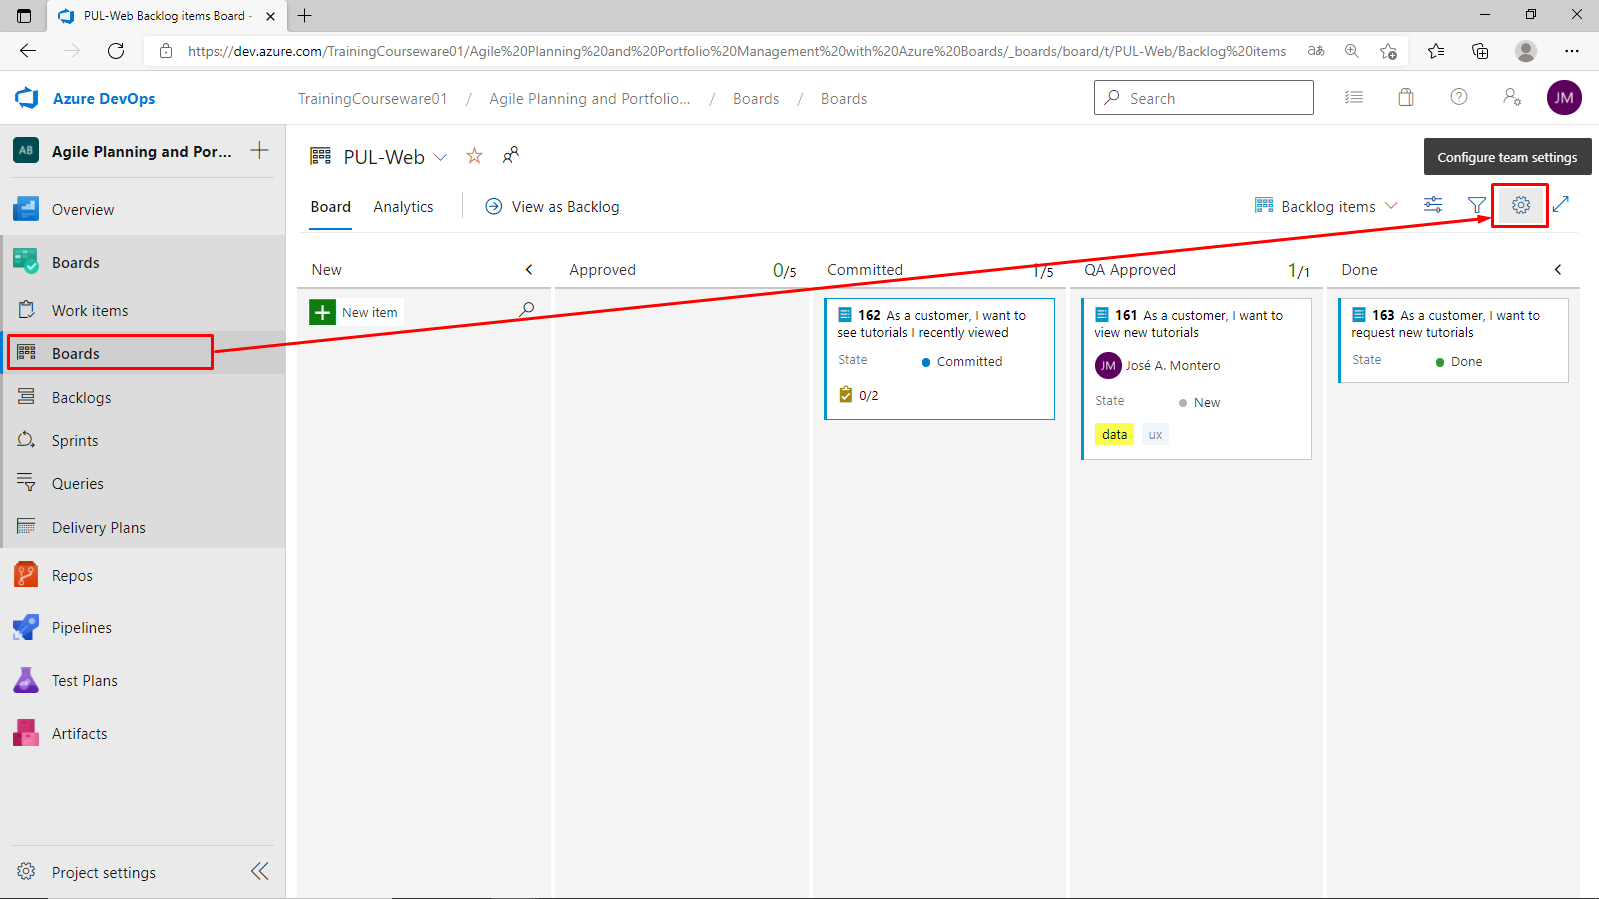 PUL-Web Backlog items Board -
https://dev.azure.com/TrainingCourseware01/Agile%20Planning%20and%20Portfolio%20Management%20with%20Azure%20Boards/_boards/board/t/PUL-Web/Backlog%20items
aあ
Azure DevOps
TrainingCourseware01 / Agile Planning and Portfolio... / Boards / Boards
Search
JM
AB Agile Planning and Por...
PUL-Web
Configure team settings
Overview
Board Analytics View as Backlog
Backlog items
Boards
New
Approved 0/5
Committed 1/5
QA Approved 1/1
Done
Work items
Boards
Backlogs
Sprints
Queries
Delivery Plans
Repos
Pipelines
Test Plans
Artifacts
Project settings
New item
162 As a customer, I want to
see tutorials I recently viewed
State Committed
0/2
161 As a customer, I want to
view new tutorials
JM José A. Montero
State New
data ux
163 As a customer, I want to
request new tutorials
State Done